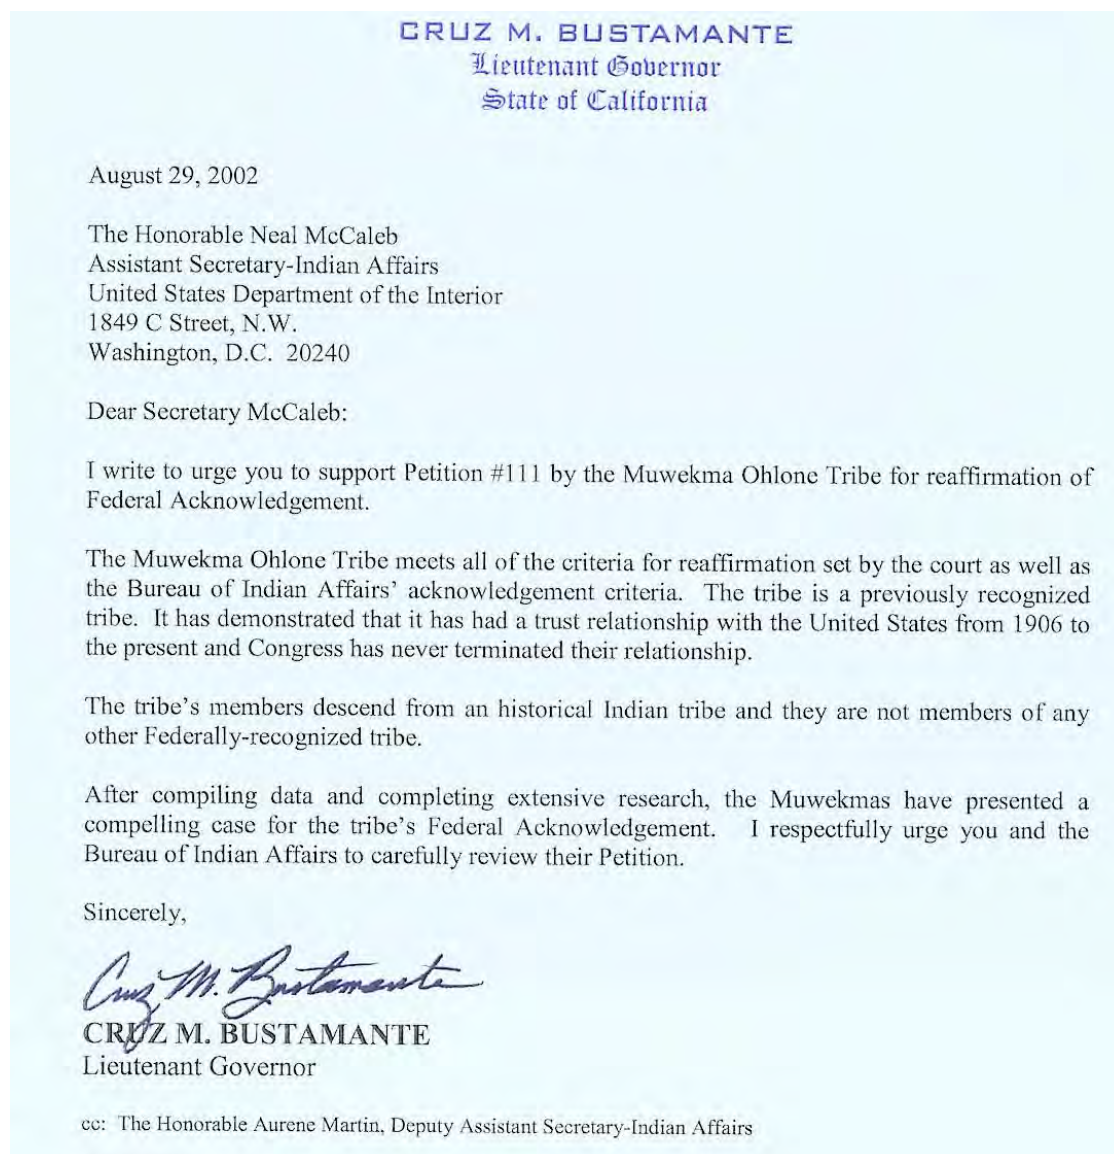 CRUZ M. BUSTAMANTE
Lieutenant Governor
State of California
August 29, 2002
The Honorable Neal McCaleb
Assistant Secretary-Indian Affairs
United States Department of the Interior
1849 C Street, N.W.
Washington, D.C. 20240
Dear Secretary McCaleb:
I write to urge you to support Petition #111 by the Muwekma Ohlone Tribe for reaffirmation of
Federal Acknowledgement.
The Muwekma Ohlone Tribe meets all of the criteria for reaffirmation set by the court as well as
the Bureau of Indian Affairs' acknowledgement criteria. The tribe is a previously recognized
tribe. It has demonstrated that it has had a trust relationship with the United States from 1906 to
the present and Congress has never terminated their relationship.
The tribe's members descend from an historical Indian tribe and they are not members of any
other Federally-recognized tribe.
After compiling data and completing extensive research, the Muwekmas have presented a
compelling case for the tribe's Federal Acknowledgement. I respectfully urge you and the
Bureau of Indian Affairs to carefully review their Petition.
Sincerely,
Cruz M. Bustamante
CRUZ M. BUSTAMANTE
Lieutenant Governor
cc: The Honorable Aurene Martin, Deputy Assistant Secretary-Indian Affairs